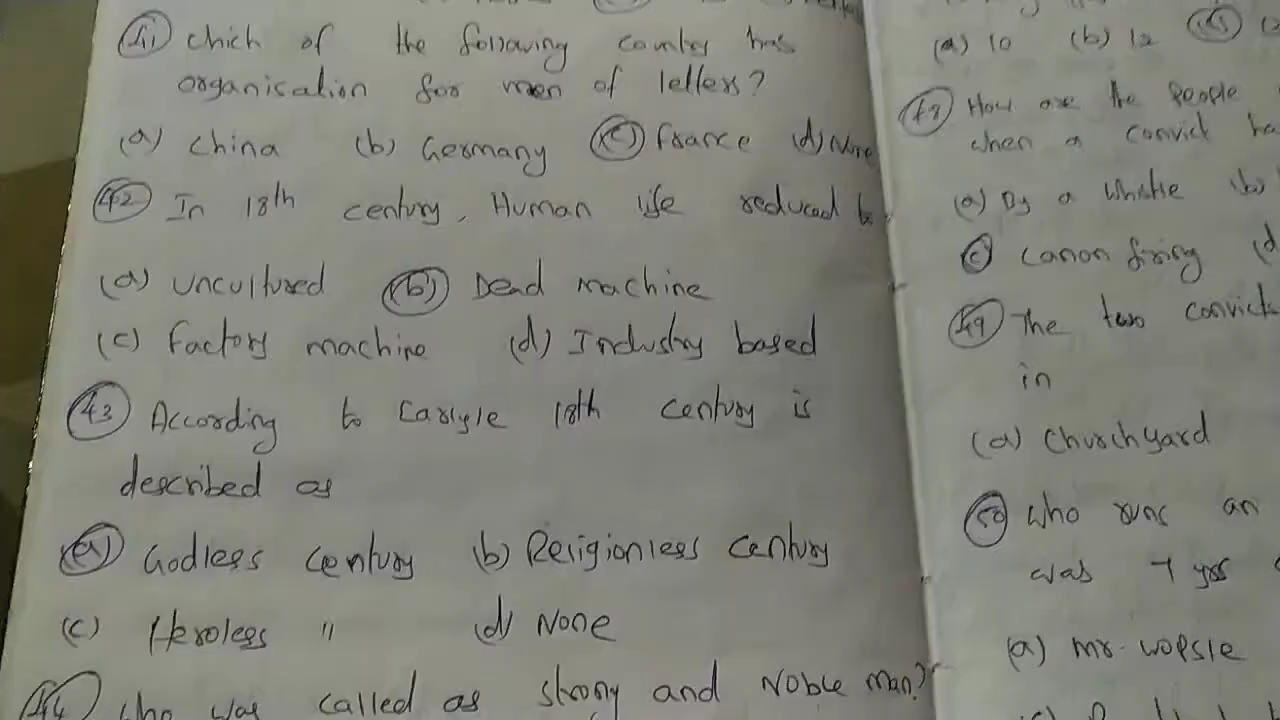 (41) Which of the following country has
organisation for men of letters?
(a) China (b) Germany (c) France (d) None
(42) In 18th century, Human life reduced to
(a) uncultured (b) Dead machine
(c) Factory machine (d) Industry based
(43) According to Carlyle 18th century is
described as
(a) Godless century (b) Religionless century
(c) Heroless " (d) None
(44) Who was called as strong and Noble man?
(a) 10 (b) 12 (c)
(48) How are the people
when a convict
(a) By a (b)
(c) Canon firing (d
(49) The two convict
in
(a) Churchyard
(50) Who runs an
was 7 yrs
(a) Mr. Wopsle